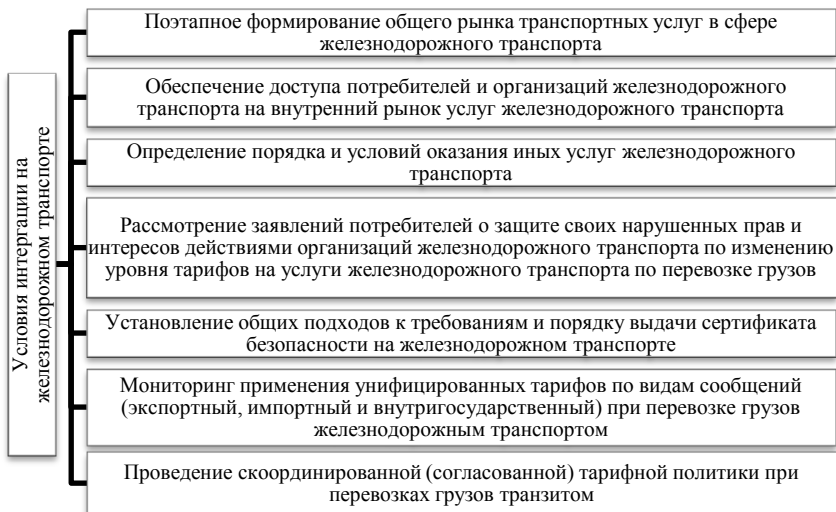 Условия интергации на
железнодорожном транспорте
Поэтапное формирование общего рынка транспортных услуг в сфере
железнодорожного транспорта
Обеспечение доступа потребителей и организаций железнодорожного
транспорта на внутренний рынок услуг железнодорожного транспорта
Определение порядка и условий оказания иных услуг железнодорожного
транспорта
Рассмотрение заявлений потребителей о защите своих нарушенных прав и
интересов действиями организаций железнодорожного транспорта по изменению
уровня тарифов на услуги железнодорожного транспорта по перевозке грузов
Установление общих подходов к требованиям и порядку выдачи сертификата
безопасности на железнодорожном транспорте
Мониторинг применения унифицированных тарифов по видам сообщений
(экспортный, импортный и внутригосударственный) при перевозке грузов
железнодорожным транспортом
Проведение скоординированной (согласованной) тарифной политики при
перевозках грузов транзитом